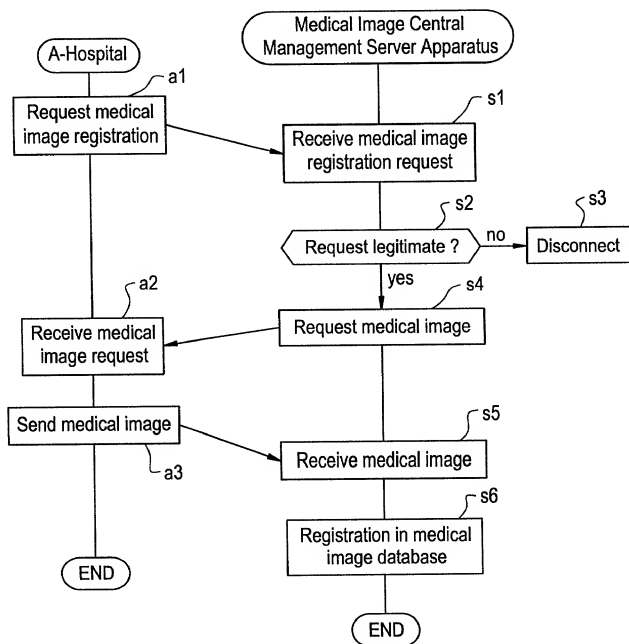 A-Hospital
Medical Image Central
Management Server Apparatus
a1
Request medical
image registration
s1
Receive medical image
registration request
s2
Request legitimate ?
no
s3
Disconnect
yes
s4
Request medical image
a2
Receive medical
image request
Send medical image
a3
s5
Receive medical image
s6
Registration in medical
image database
END
END